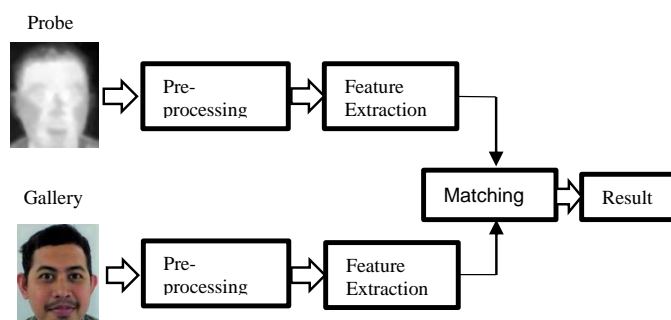 Probe
Pre-
processing
Feature
Extraction
Matching
Result
Gallery
Pre-
processing
Feature
Extraction